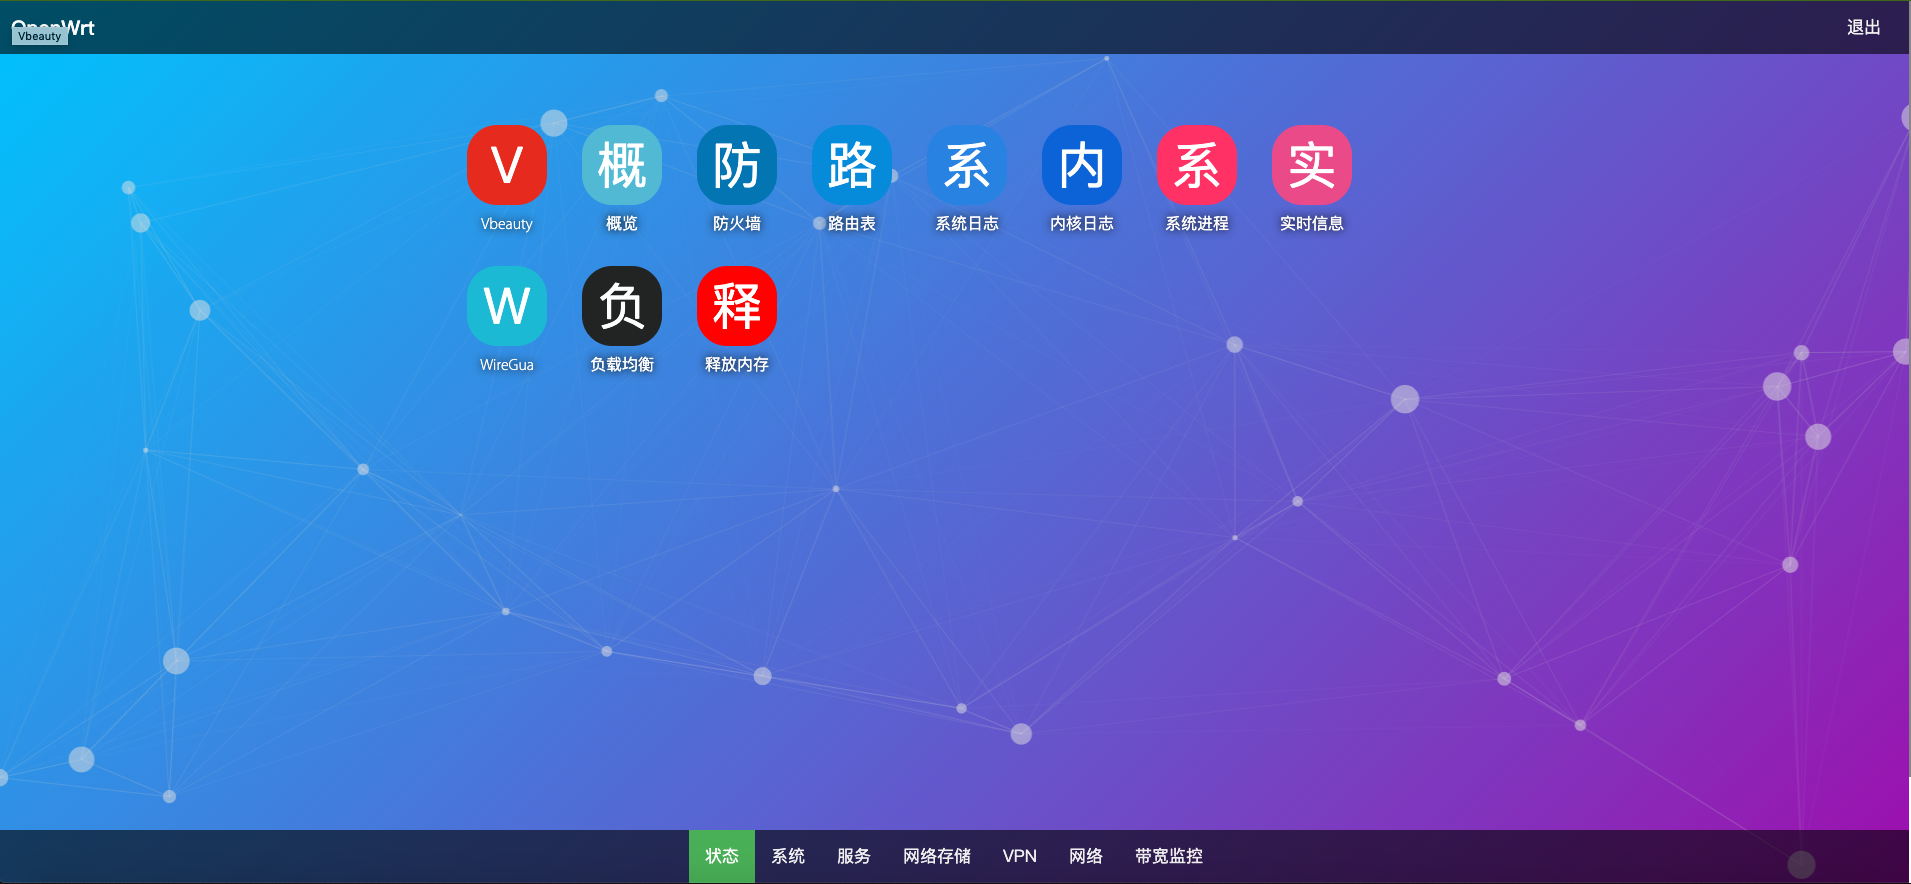 OpenWrt
Vbeauty
退出
V 概 防 路 系 内 系 实
Vbeauty 概览 防火墙 路由表 系统日志 内核日志 系统进程 实时信息
W 负 释
WireGua 负载均衡 释放内存
状态 系统 服务 网络存储 VPN 网络 带宽监控